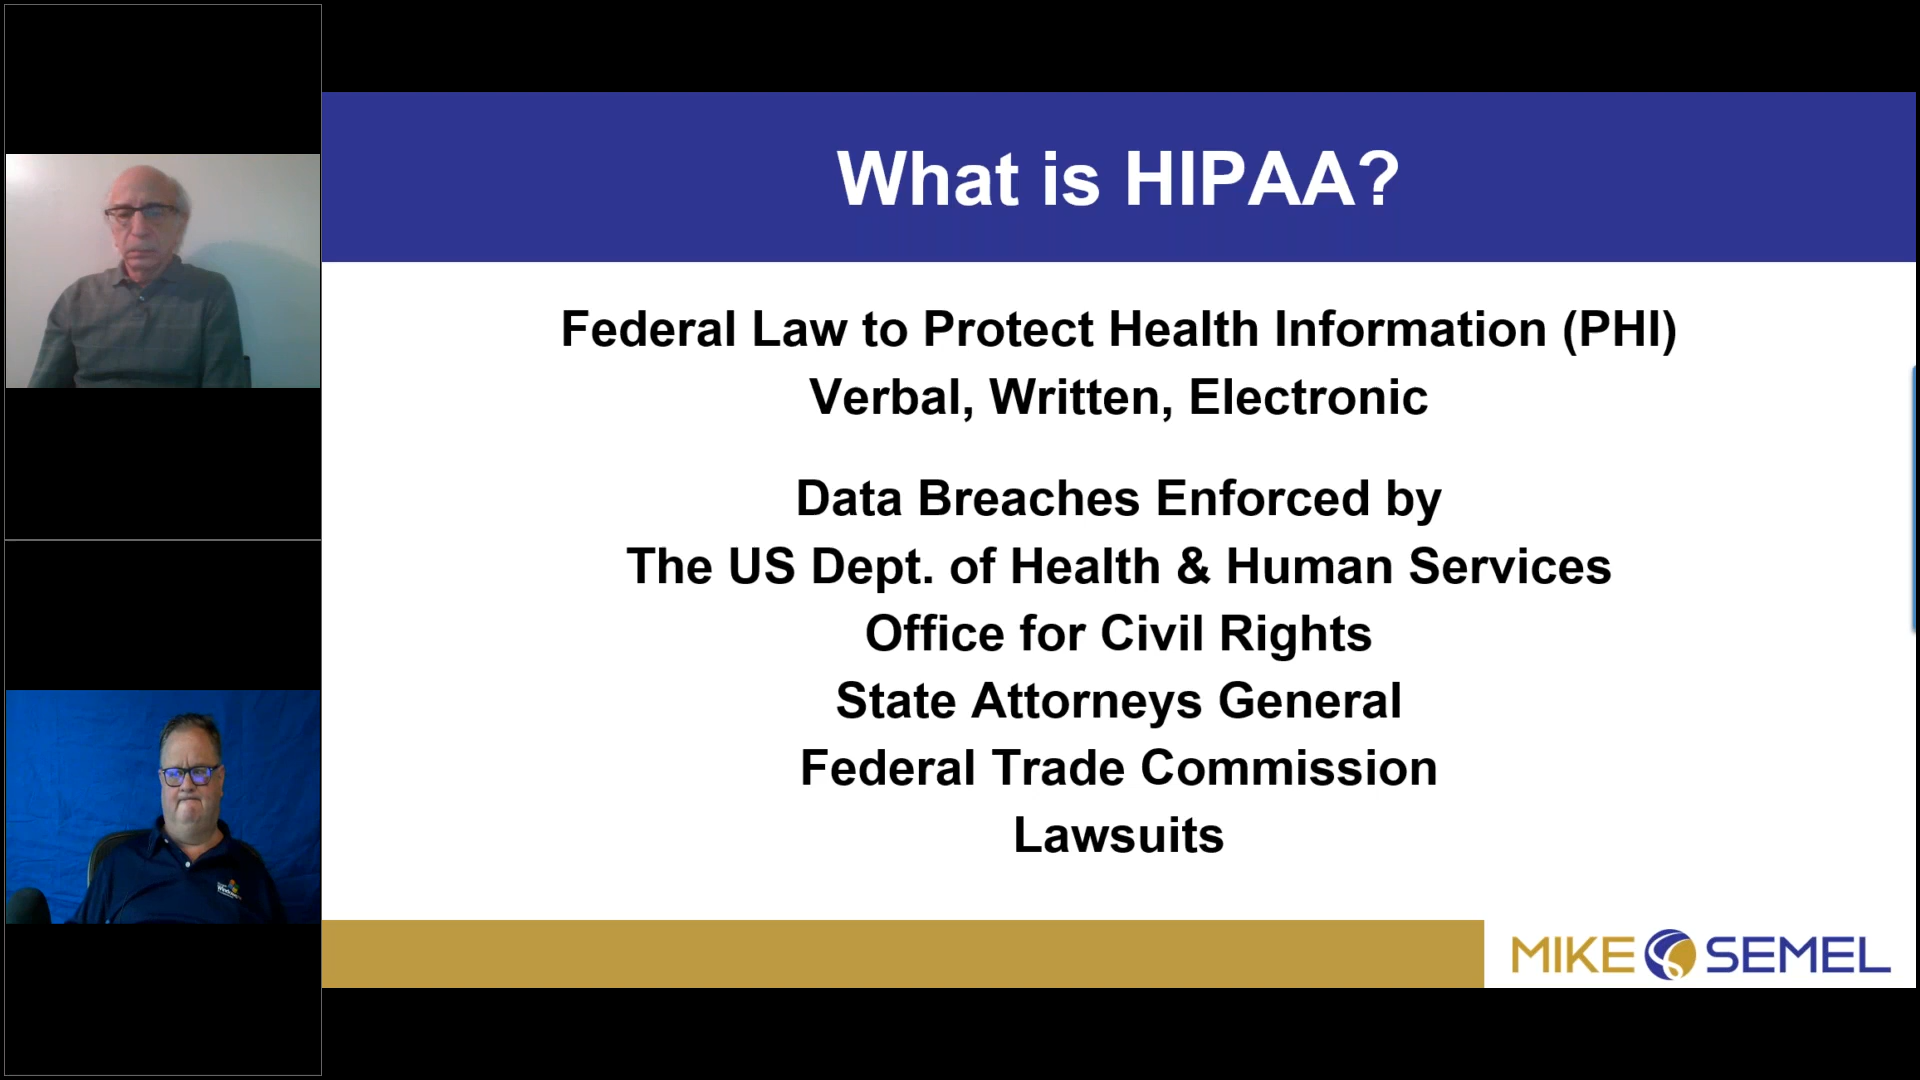 What is HIPAA?
Federal Law to Protect Health Information (PHI)
Verbal, Written, Electronic
Data Breaches Enforced by
The US Dept. of Health & Human Services
Office for Civil Rights
State Attorneys General
Federal Trade Commission
Lawsuits
MIKE SEMEL